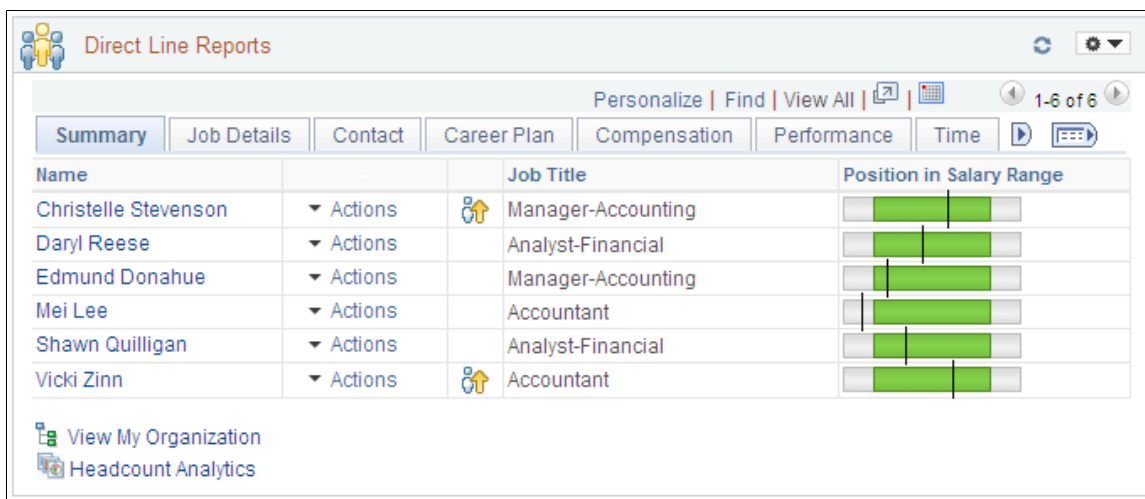 Direct Line Reports
Personalize | Find | View All | | 1-6 of 6
Summary Job Details Contact Career Plan Compensation Performance Time
Name Job Title Position in Salary Range
Christelle Stevenson Actions Manager-Accounting
Daryl Reese Actions Analyst-Financial
Edmund Donahue Actions Manager-Accounting
Mei Lee Actions Accountant
Shawn Quilligan Actions Analyst-Financial
Vicki Zinn Actions Accountant
View My Organization
Headcount Analytics